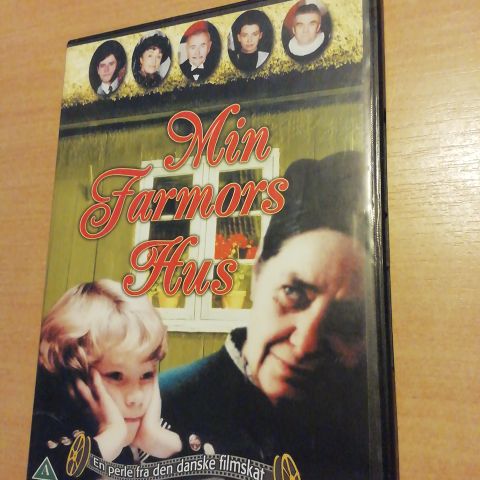 Min
Farmors
Hus
A
En perle fra den danske filmskat